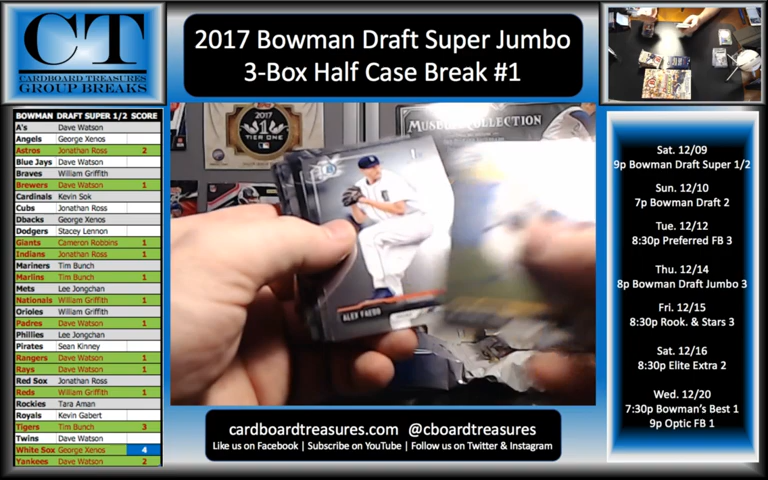 CT
CARDBOARD TREASURES
GROUP BREAKS
2017 Bowman Draft Super Jumbo
3-Box Half Case Break #1
BOWMAN DRAFT SUPER 1/2 SCORE
A's Dave Watson
Angels George Xenos
Astros Jonathan Ross 2
Blue Jays Dave Watson
Braves William Griffith
Brewers Dave Watson 1
Cardinals Kevin Sok
Cubs Jonathan Ross
Dbacks George Xenos
Dodgers Stacey Lennon
Giants Cameron Robbins 1
Indians Jonathan Ross 1
Mariners Tim Bunch
Marlins Tim Bunch 1
Mets Lee Jongchan
Nationals William Griffith 1
Orioles William Griffith
Padres Dave Watson 1
Phillies Lee Jongchan
Pirates Sean Kinney
Rangers Dave Watson 1
Rays Dave Watson 1
Red Sox Jonathan Ross
Reds William Griffith 1
Rockies Tara Aman
Royals Kevin Gabert
Tigers Tim Bunch 3
Twins Dave Watson
White Sox George Xenos 4
Yankees Dave Watson 2
2017
1
TIER ONE
MUSEUM COLLECTION
1st
ALEX FAEDO
Sat. 12/09
9p Bowman Draft Super 1/2
Sun. 12/10
7p Bowman Draft 2
Tue. 12/12
8:30p Preferred FB 3
Thu. 12/14
8p Bowman Draft Jumbo 3
Fri. 12/15
8:30p Rook. & Stars 3
Sat. 12/16
8:30p Elite Extra 2
Wed. 12/20
7:30p Bowman's Best 1
9p Optic FB 1
cardboardtreasures.com @cboardtreasures
Like us on Facebook | Subscribe on YouTube | Follow us on Twitter & Instagram